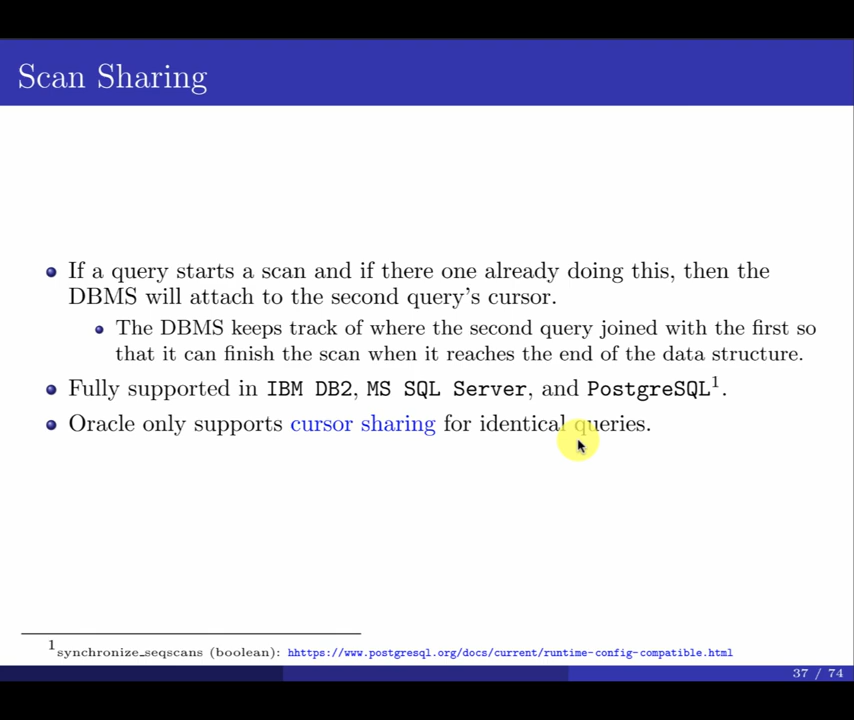 Scan Sharing
If a query starts a scan and if there one already doing this, then the
DBMS will attach to the second query's cursor.
The DBMS keeps track of where the second query joined with the first so
that it can finish the scan when it reaches the end of the data structure.
Fully supported in IBM DB2, MS SQL Server, and PostgreSQL1.
Oracle only supports cursor sharing for identical queries.
1synchronize_seqscans (boolean): hhttps://www.postgresql.org/docs/current/runtime-config-compatible.html
37 / 74